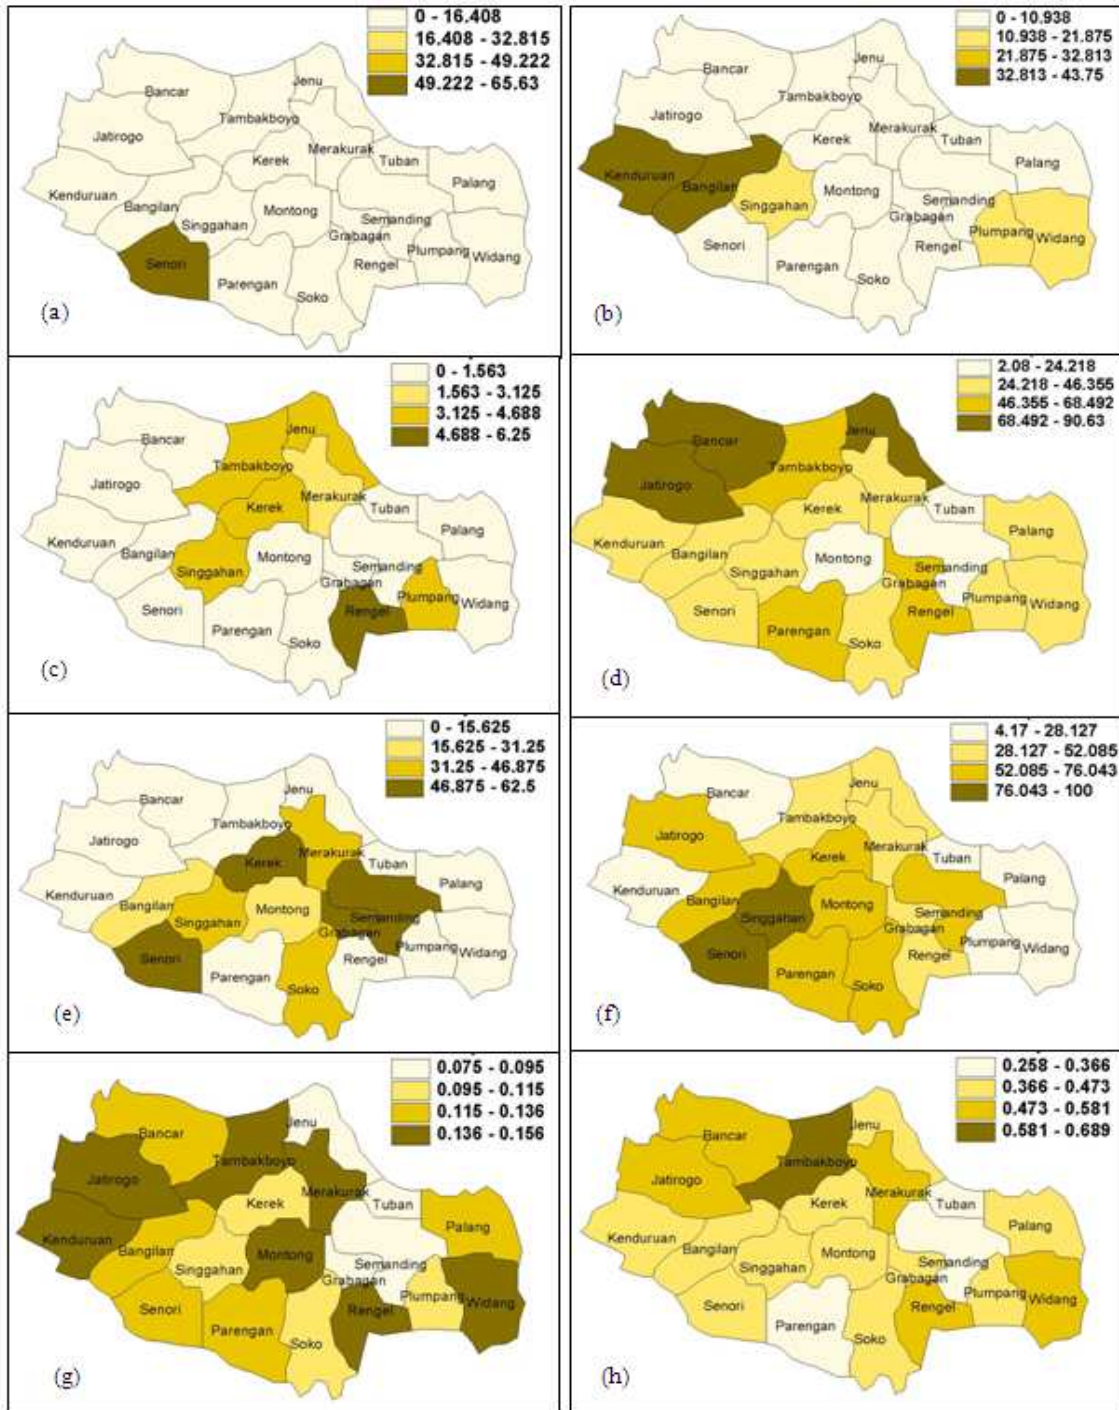 0 - 16.408
16.408 - 32.815
32.815 - 49.222
49.222 - 65.63
Jenu
Bancar
Tambakboyo
Jatirogo
Kerek
Merakurak
Tuban
Palang
Kenduruan
Bangilan
Singgahan
Montong
Semanding
Grabagan
Plumpang
Widang
Senori
Rengel
Parengan
Soko
(a)
0 - 10.938
10.938 - 21.875
21.875 - 32.813
32.813 - 43.75
Jenu
Bancar
Tambakboyo
Jatirogo
Kerek
Merakurak
Tuban
Palang
Kenduruan
Bangilan
Singgahan
Montong
Semanding
Grabagan
Plumpang
Widang
Senori
Rengel
Parengan
Soko
(b)
0 - 1.563
1.563 - 3.125
3.125 - 4.688
4.688 - 6.25
Jenu
Bancar
Tambakboyo
Jatirogo
Kerek
Merakurak
Tuban
Palang
Kenduruan
Bangilan
Singgahan
Montong
Semanding
Grabagan
Plumpang
Widang
Senori
Rengel
Parengan
Soko
(c)
2.08 - 24.218
24.218 - 46.355
46.355 - 68.492
68.492 - 90.63
Jenu
Bancar
Tambakboyo
Jatirogo
Kerek
Merakurak
Tuban
Palang
Kenduruan
Bangilan
Singgahan
Montong
Semanding
Grabagan
Plumpang
Widang
Senori
Rengel
Parengan
Soko
(d)
0 - 15.625
15.625 - 31.25
31.25 - 46.875
46.875 - 62.5
Jenu
Bancar
Tambakboyo
Jatirogo
Kerek
Merakurak
Tuban
Palang
Kenduruan
Bangilan
Singgahan
Montong
Semanding
Grabagan
Plumpang
Widang
Senori
Rengel
Parengan
Soko
(e)
4.17 - 28.127
28.127 - 52.085
52.085 - 76.043
76.043 - 100
Jenu
Bancar
Tambakboyo
Jatirogo
Kerek
Merakurak
Tuban
Palang
Kenduruan
Bangilan
Singgahan
Montong
Semanding
Grabagan
Plumpang
Widang
Senori
Rengel
Parengan
Soko
(f)
0.075 - 0.095
0.095 - 0.115
0.115 - 0.136
0.136 - 0.156
Jenu
Bancar
Tambakboyo
Jatirogo
Kerek
Merakurak
Tuban
Palang
Kenduruan
Bangilan
Singgahan
Montong
Semanding
Grabagan
Plumpang
Widang
Senori
Rengel
Parengan
Soko
(g)
0.258 - 0.366
0.366 - 0.473
0.473 - 0.581
0.581 - 0.689
Jenu
Bancar
Tambakboyo
Jatirogo
Kerek
Merakurak
Tuban
Palang
Kenduruan
Bangilan
Singgahan
Montong
Semanding
Grabagan
Plumpang
Widang
Senori
Rengel
Parengan
Soko
(h)